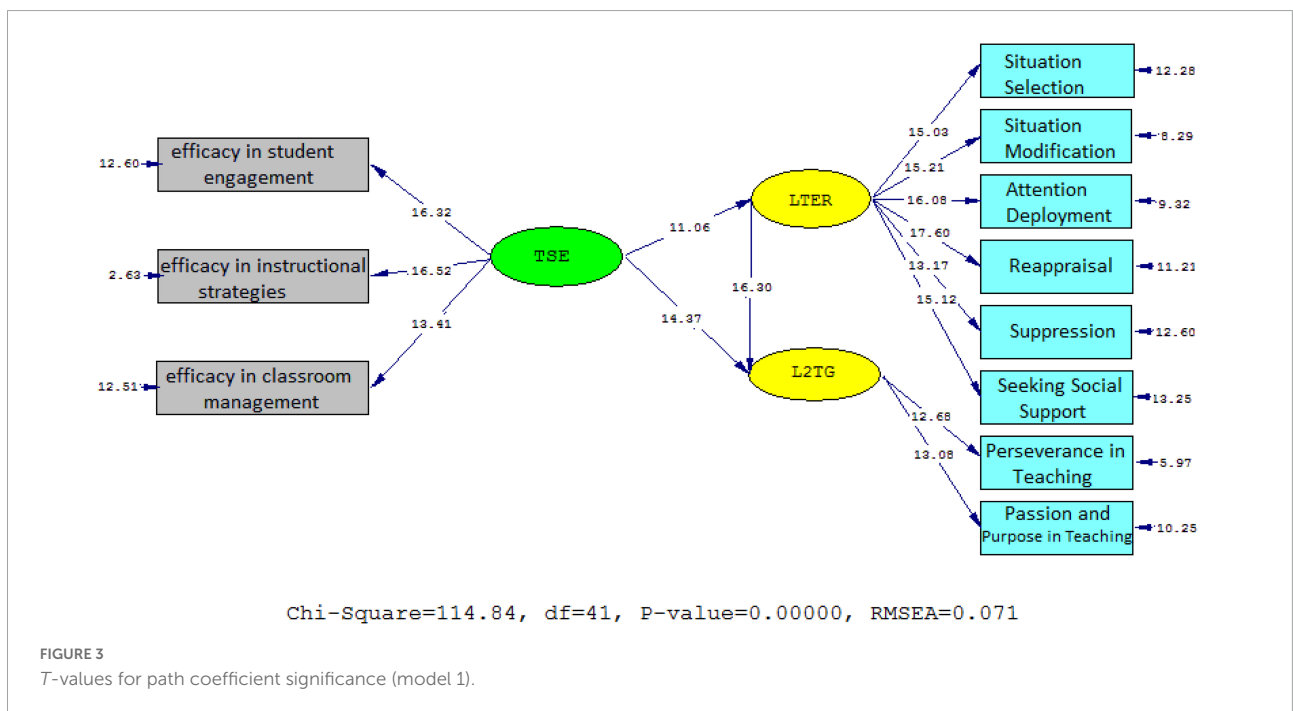 Situation
Selection
12.28
15.03
Situation
Modification
8.29
15.21
efficacy in student
engagement
12.60
Attention
Deployment
9.32
16.08
LTER
16.32
11.06
17.60
Reappraisal
11.21
TSE
efficacy in instructional
strategies
2.63
16.52
13.17
16.30
15.12
14.37
13.41
Suppression
12.60
efficacy in classroom
management
12.51
L2TG
Seeking Social
Support
13.25
12.68
Perseverance in
Teaching
5.97
13.08
Passion and
Purpose in Teaching
10.25
Chi-Square=114.84, df=41, P-value=0.00000, RMSEA=0.071
FIGURE 3
T-values for path coefficient significance (model 1).